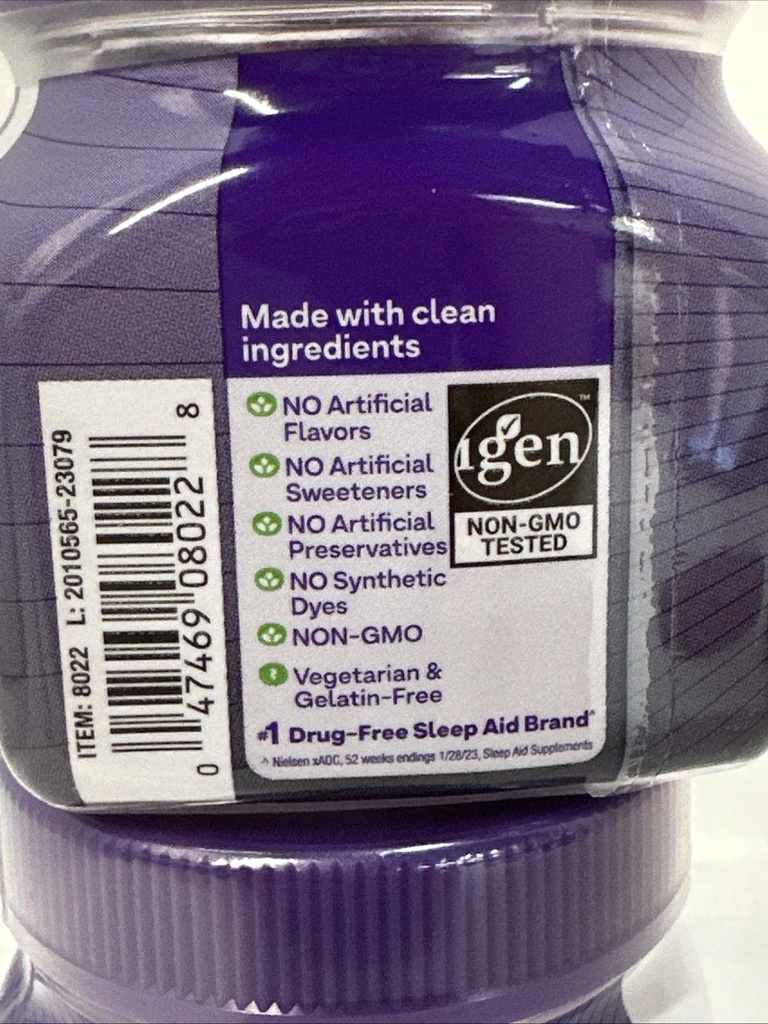 Made with clean
ingredients
NO Artificial
Flavors
NO Artificial
Sweeteners
NO Artificial
Preservatives
NO Synthetic
Dyes
NON-GMO
Vegetarian &
Gelatin-Free
igen™
NON-GMO
TESTED
#1 Drug-Free Sleep Aid Brand^
^ Nielsen xAOC, 52 weeks endings 1/28/23, Sleep Aid Supplements
ITEM: 8022 L: 2010565-23079
0 47469 08022 8